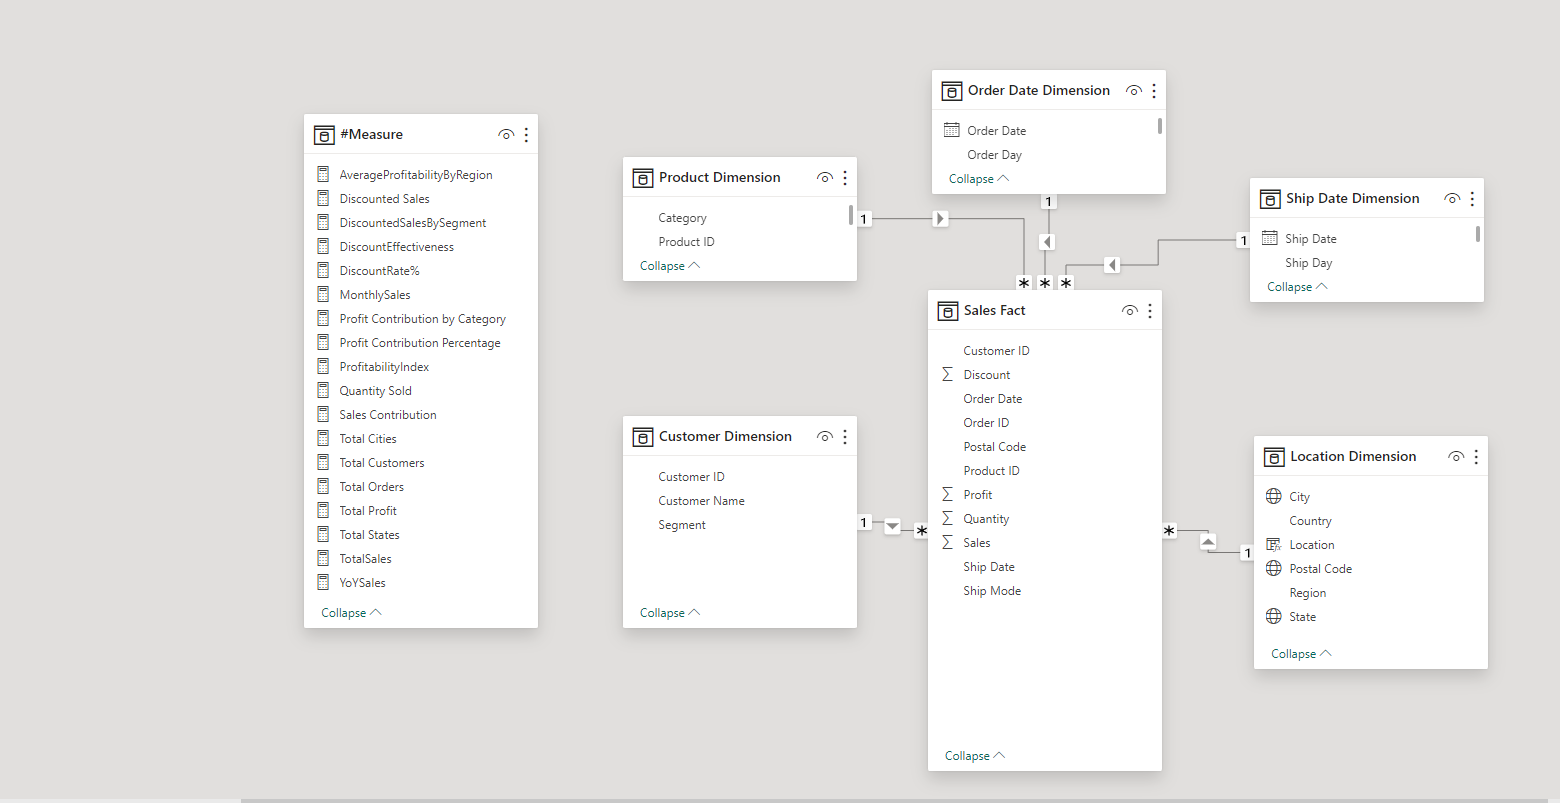 #Measure
AverageProfitabilityByRegion
Discounted Sales
DiscountedSalesBySegment
DiscountEffectiveness
DiscountRate%
MonthlySales
Profit Contribution by Category
Profit Contribution Percentage
ProfitabilityIndex
Quantity Sold
Sales Contribution
Total Cities
Total Customers
Total Orders
Total Profit
Total States
TotalSales
YoYSales
Collapse
Product Dimension
Category
Product ID
Collapse
1
Customer Dimension
Customer ID
Customer Name
Segment
Collapse
1
*
Order Date Dimension
Order Date
Order Day
Collapse
1
* * *
Sales Fact
Customer ID
Discount
Order Date
Order ID
Postal Code
Product ID
Profit
Quantity
Sales
Ship Date
Ship Mode
Collapse
Ship Date Dimension
1
Ship Date
Ship Day
Collapse
Location Dimension
City
Country
Location
Postal Code
Region
State
Collapse
*
1